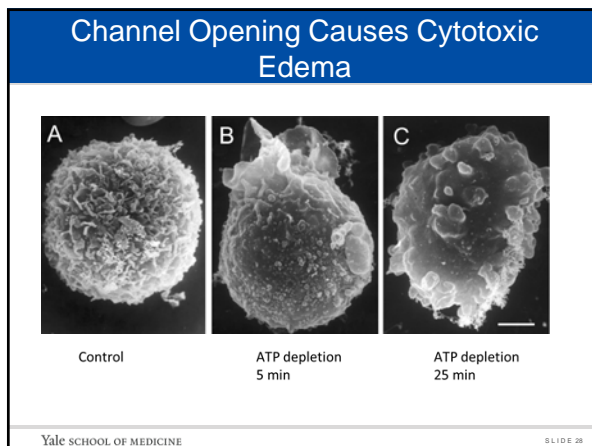 Channel Opening Causes Cytotoxic
Edema
A
B
C
Control
ATP depletion
5 min
ATP depletion
25 min
Yale SCHOOL OF MEDICINE
SLIDE 28